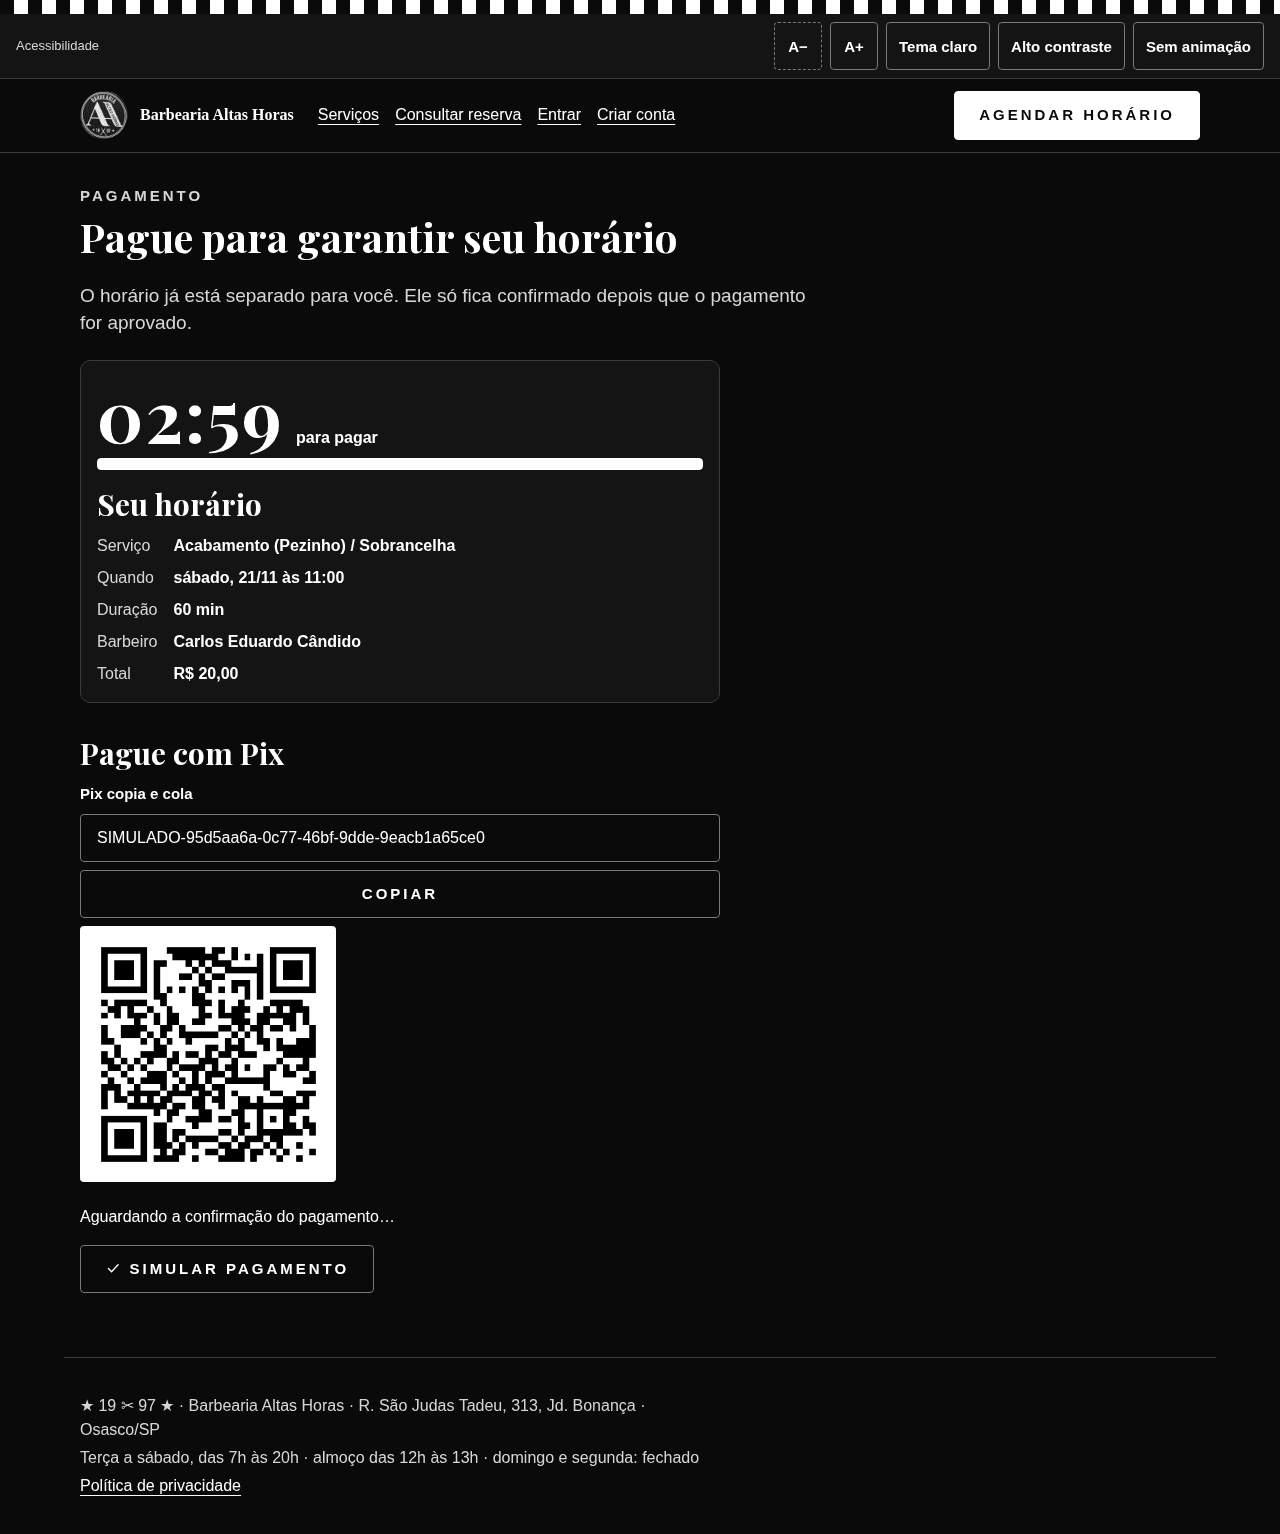 Acessibilidade
A−
A+
Tema claro
Alto contraste
Sem animação
BARBEARIA
AA
19 97
Barbearia Altas Horas
Serviços
Consultar reserva
Entrar
Criar conta
AGENDAR HORÁRIO
PAGAMENTO
Pague para garantir seu horário
O horário já está separado para você. Ele só fica confirmado depois que o pagamento
for aprovado.
02:59 para pagar
Seu horário
Serviço Acabamento (Pezinho) / Sobrancelha
Quando sábado, 21/11 às 11:00
Duração 60 min
Barbeiro Carlos Eduardo Cândido
Total R$ 20,00
Pague com Pix
Pix copia e cola
SIMULADO-95d5aa6a-0c77-46bf-9dde-9eacb1a65ce0
COPIAR
Aguardando a confirmação do pagamento…
✓ SIMULAR PAGAMENTO
★ 19 ✂ 97 ★ · Barbearia Altas Horas · R. São Judas Tadeu, 313, Jd. Bonança ·
Osasco/SP
Terça a sábado, das 7h às 20h · almoço das 12h às 13h · domingo e segunda: fechado
Política de privacidade